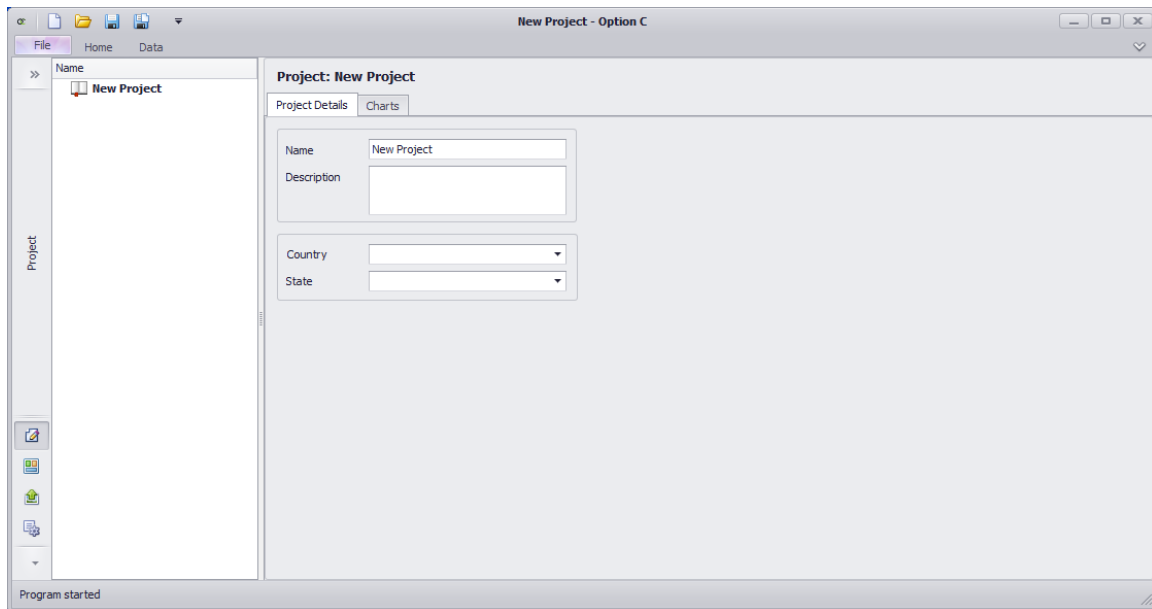 New Project - Option C
File Home Data
Name
New Project
Project
Project: New Project
Project Details Charts
Name New Project
Description
Country
State
Program started